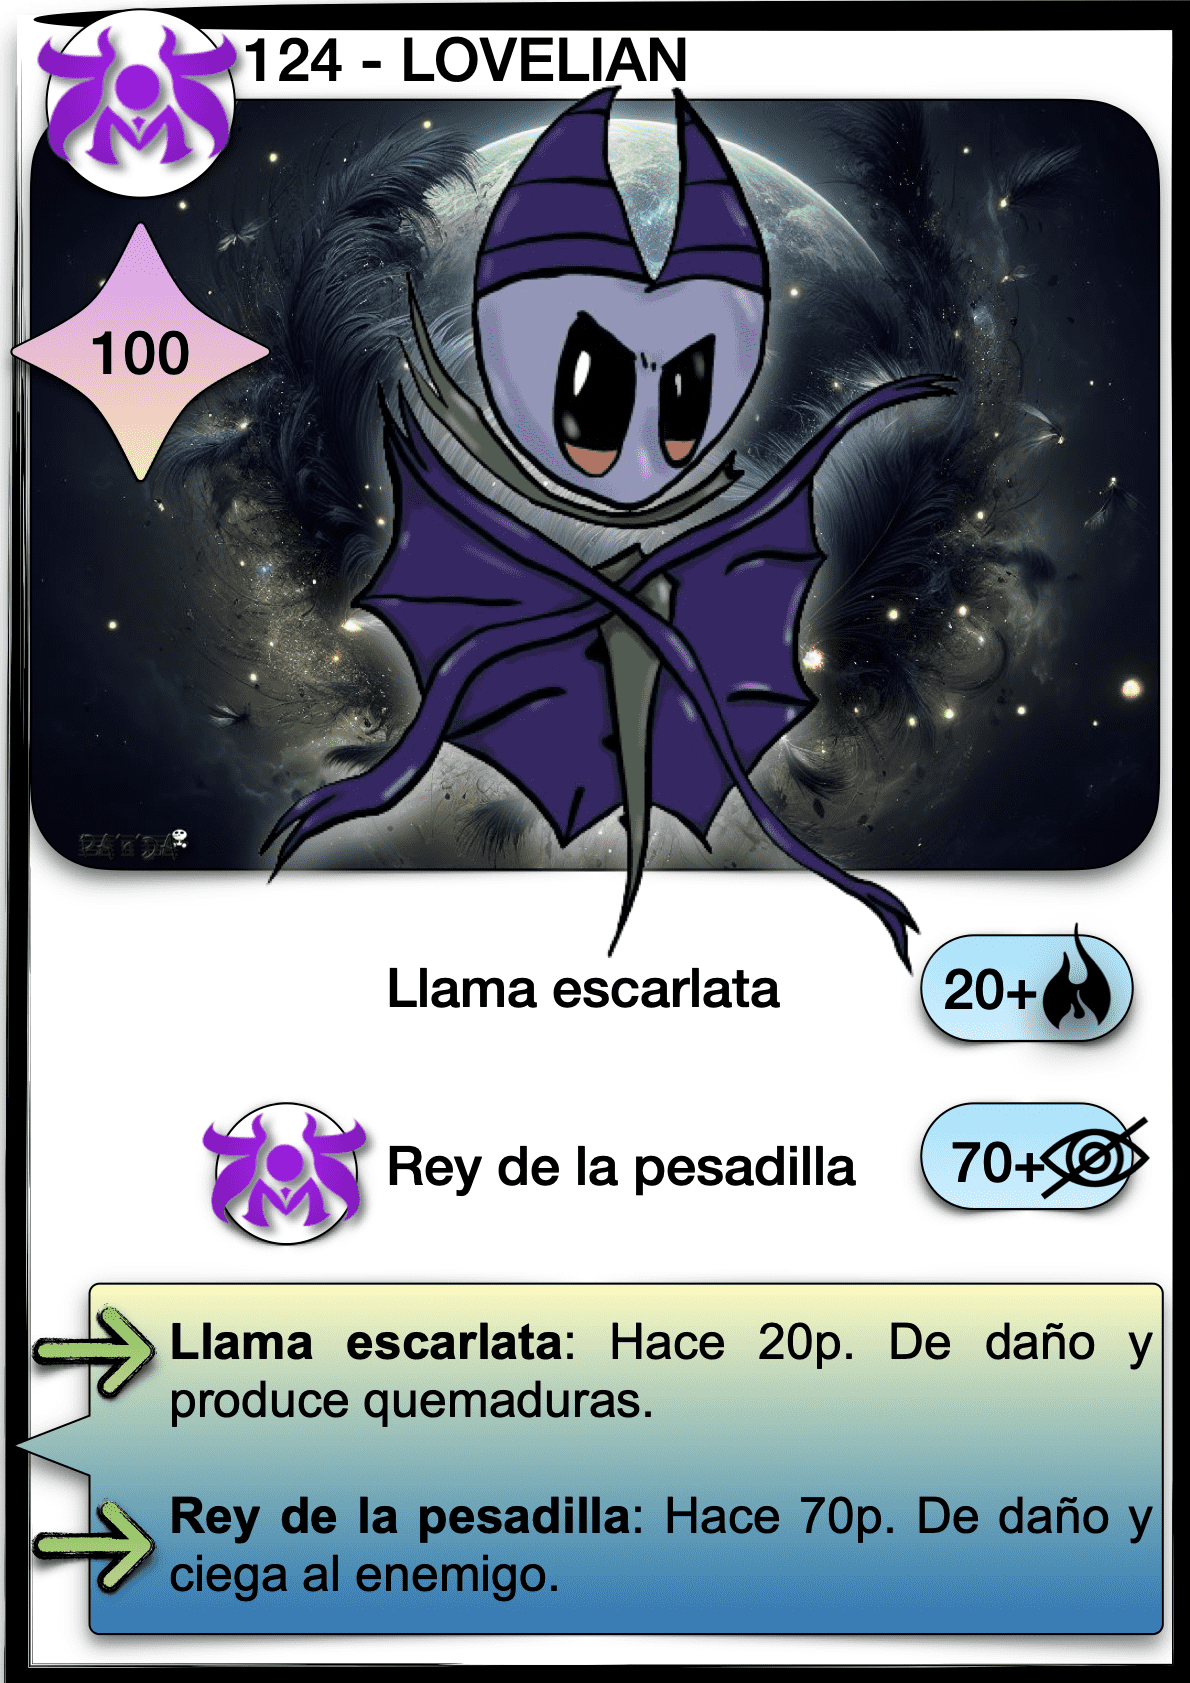 124 - LOVELIAN
100
Llama escarlata
20+
Rey de la pesadilla
70+
Llama escarlata: Hace 20p. De daño y
produce quemaduras.
Rey de la pesadilla: Hace 70p. De daño y
ciega al enemigo.